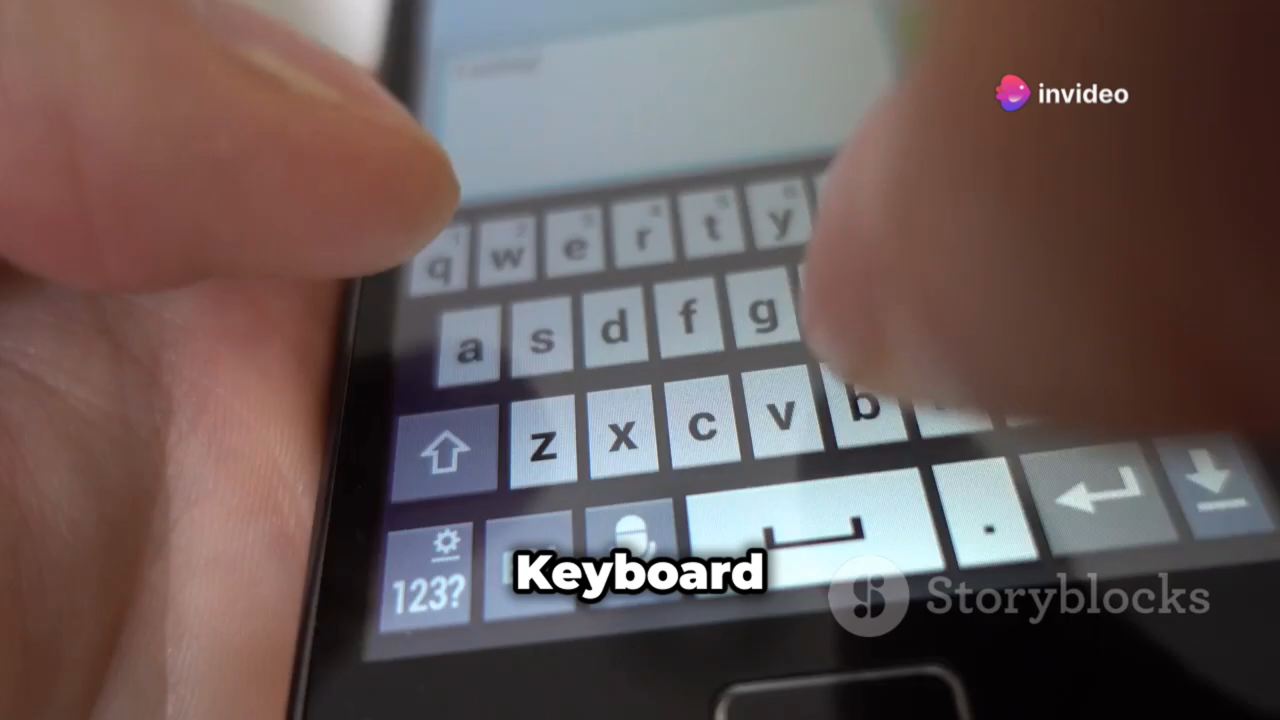 invideo
q w e r t y
a s d f g
z x c v b
123? .
Keyboard
Storyblocks